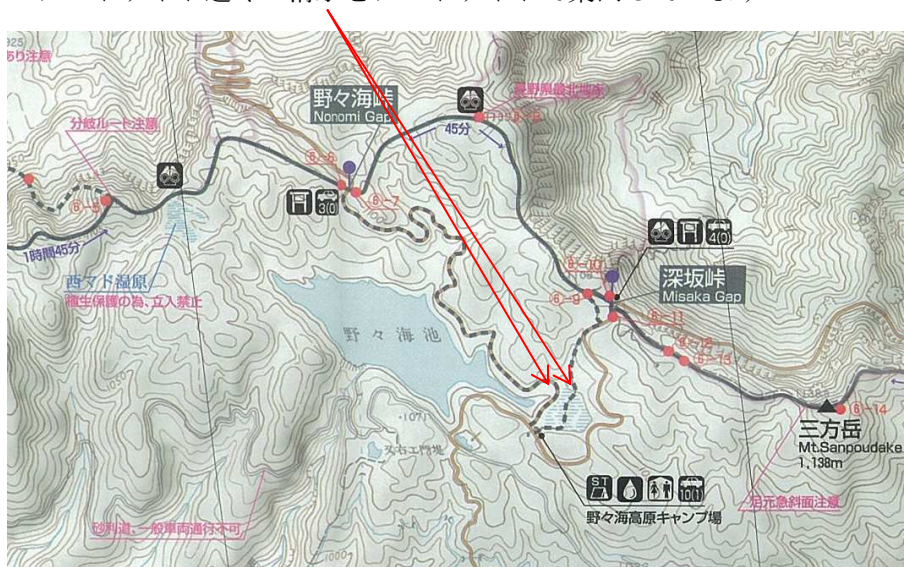 925
分岐ルート注意
野々海峠
Nonomi Gap
45分
長野県最北地点
⑥-5
⑥-6
⑥-7
3(0)
4(0)
1時間45分
西マド湿原
植生保護の為、立入禁止
野々海池
⑥-10
⑥-9
深坂峠
Misaka Gap
⑥-11
⑥-12
⑥-13
⑥-14
三方岳
Mt.Sanpoudake
1,138m
・1071
足元急斜面注意
ST
10(1)
野々海高原キャンプ場
砂利道、一般車両通行不可
1000